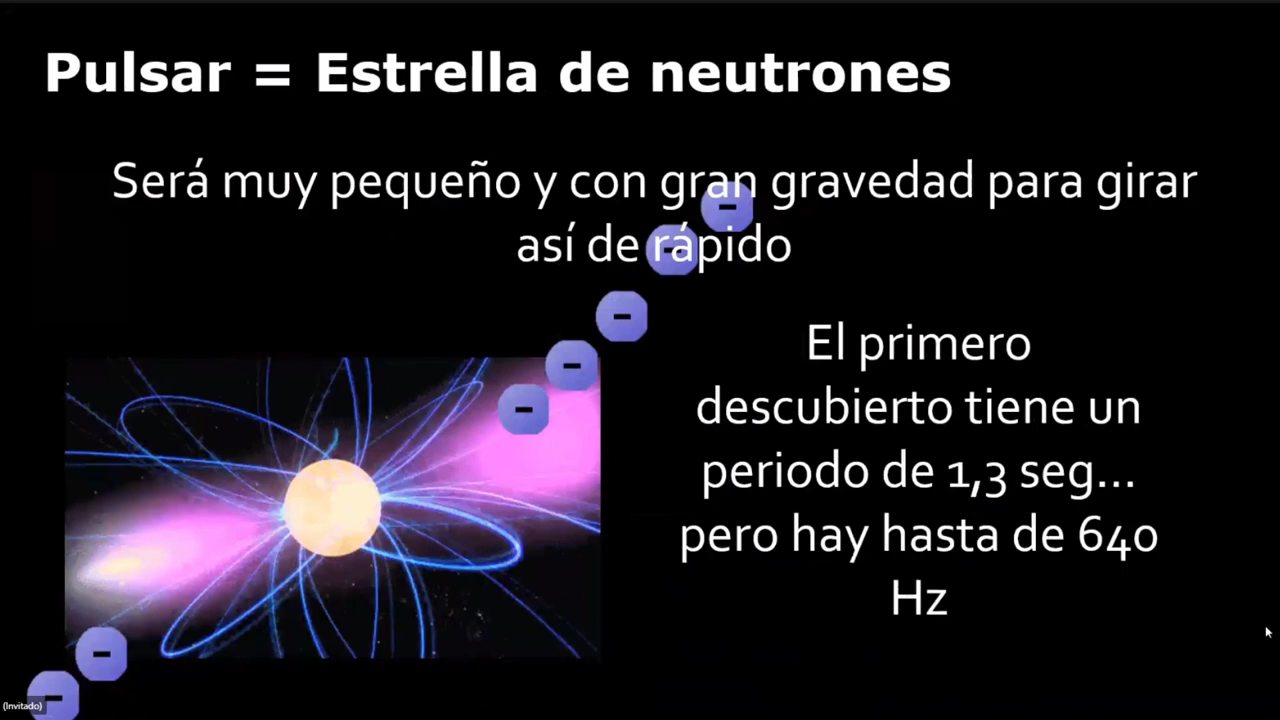 Pulsar = Estrella de neutrones
Será muy pequeño y con gran gravedad para girar
así de rápido
El primero
descubierto tiene un
periodo de 1,3 seg...
pero hay hasta de 640
Hz
-
-
-
-
-
-
-
(Invitado)